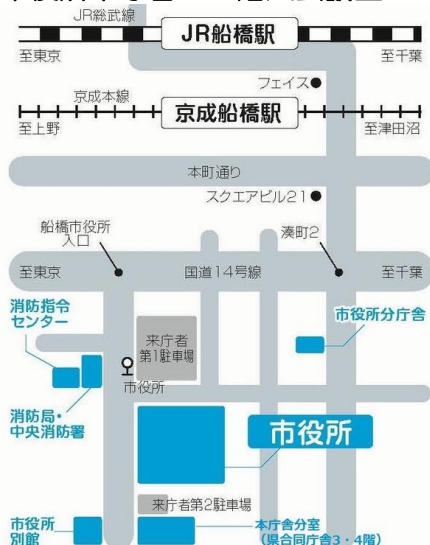 JR総武線
JR船橋駅
至東京
至千葉
フェイス
京成本線
京成船橋駅
至上野
至津田沼
本町通り
スクエアビル21
船橋市役所
入口
湊町2
至東京
国道14号線
至千葉
消防指令
センター
来庁者
第1駐車場
市役所分庁舎
市役所
消防局・
中央消防署
市役所
来庁者第2駐車場
市役所
別館
本庁舎分室
(県合同庁舎3・4階)